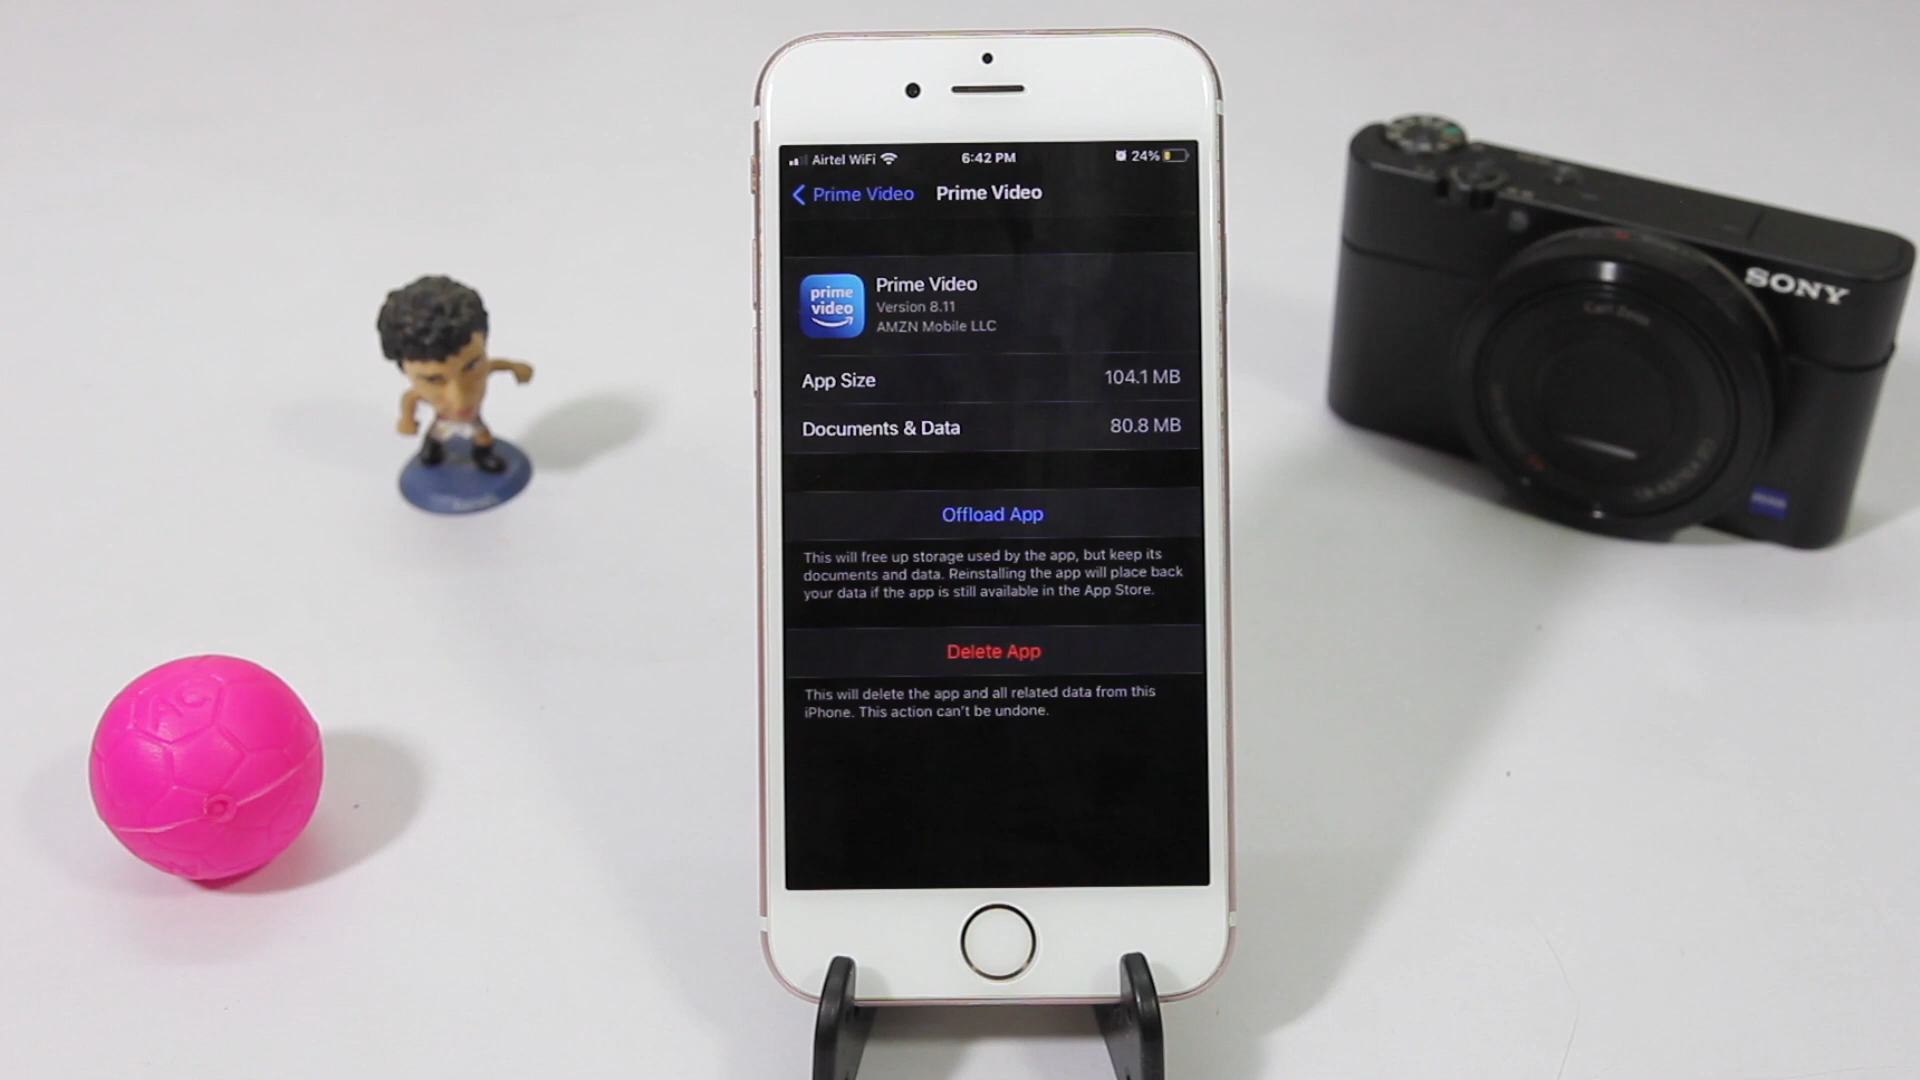 Airtel WiFi 6:42 PM 24%
Prime Video Prime Video
prime video
Prime Video
Version 8.11
AMZN Mobile LLC
App Size 104.1 MB
Documents & Data 80.8 MB
Offload App
This will free up storage used by the app, but keep its
documents and data. Reinstalling the app will place back
your data if the app is still available in the App Store.
Delete App
This will delete the app and all related data from this
iPhone. This action can't be undone.
SONY
Carl Zeiss